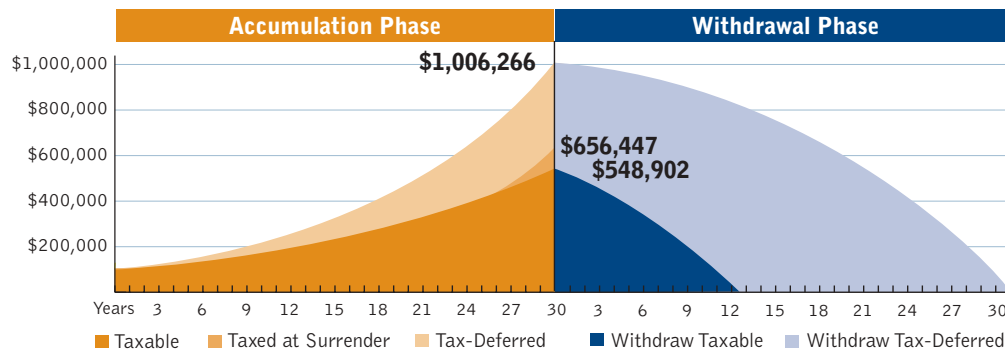 Accumulation Phase Withdrawal Phase
$1,006,266
$1,000,000
$800,000
$656,447
$600,000
$548,902
$400,000
$200,000
Years 3 6 9 12 15 18 21 24 27 30 3 6 9 12 15 18 21 24 27 30
Taxable Taxed at Surrender Tax-Deferred Withdraw Taxable Withdraw Tax-Deferred